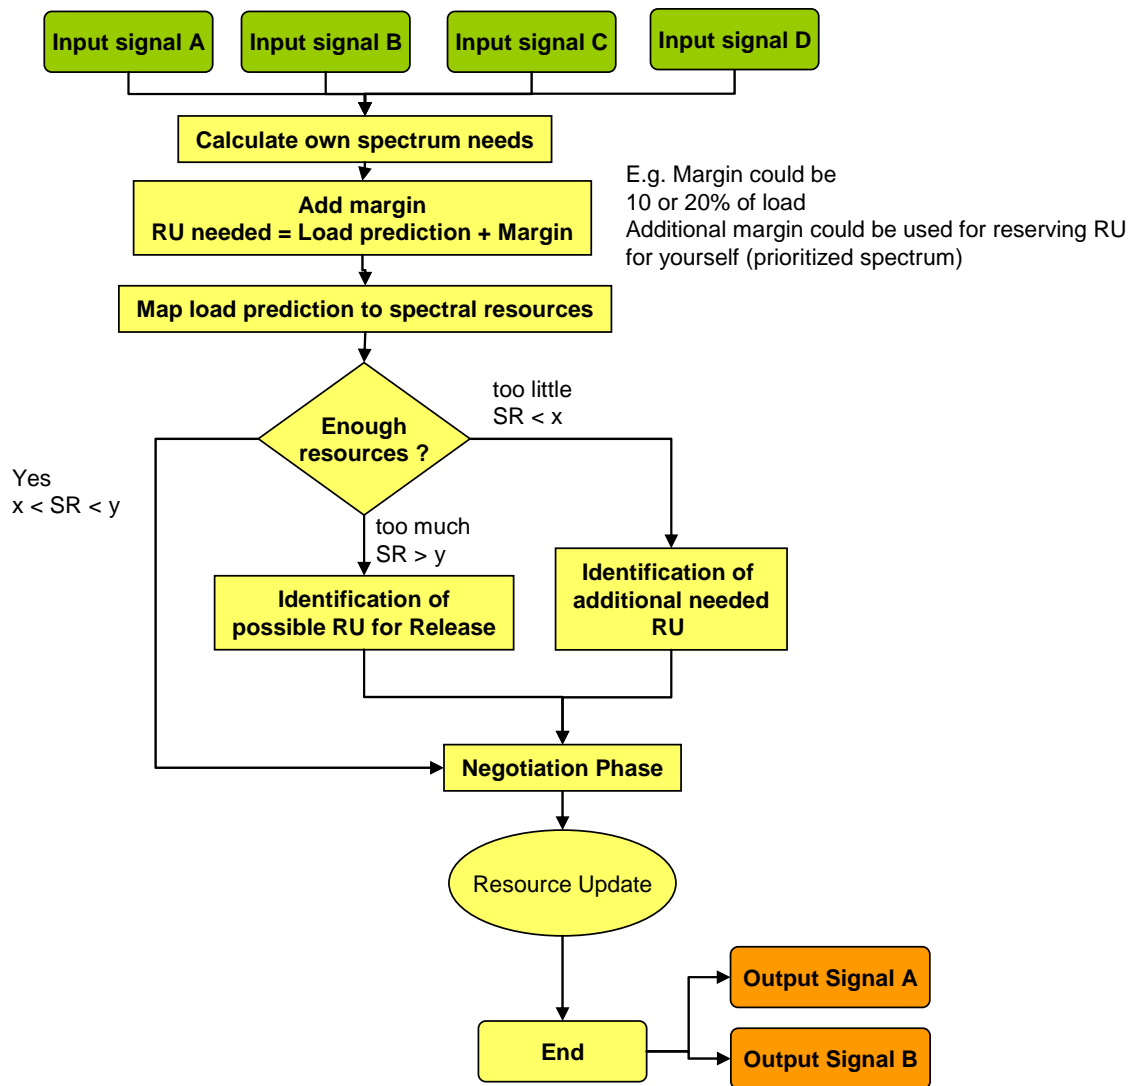 Input signal A
Input signal B
Input signal C
Input signal D
Calculate own spectrum needs
Add margin
RU needed = Load prediction + Margin
E.g. Margin could be
10 or 20% of load
Additional margin could be used for reserving RU
for yourself (prioritized spectrum)
Map load prediction to spectral resources
Enough
resources ?
too little
SR < x
Yes
x < SR < y
too much
SR > y
Identification of
possible RU for Release
Identification of
additional needed
RU
Negotiation Phase
Resource Update
End
Output Signal A
Output Signal B